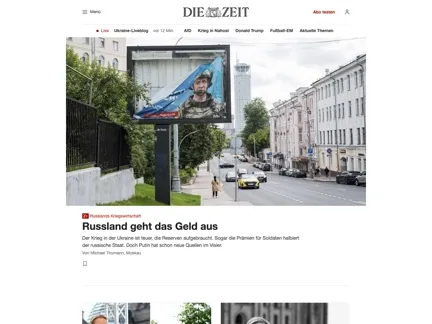 Menü
DIE ZEIT
Abo testen
Live Ukraine-Liveblog vor 12 Min. AfD Krieg in Nahost Donald Trump Fußball-EM Aktuelle Themen
Z+ Russlands Kriegswirtschaft
Russland geht das Geld aus
Der Krieg in der Ukraine ist teuer, die Reserven aufgebraucht. Sogar die Prämien für Soldaten halbiert
der russische Staat. Doch Putin hat schon neue Quellen im Visier.
Von Michael Thumann, Moskau